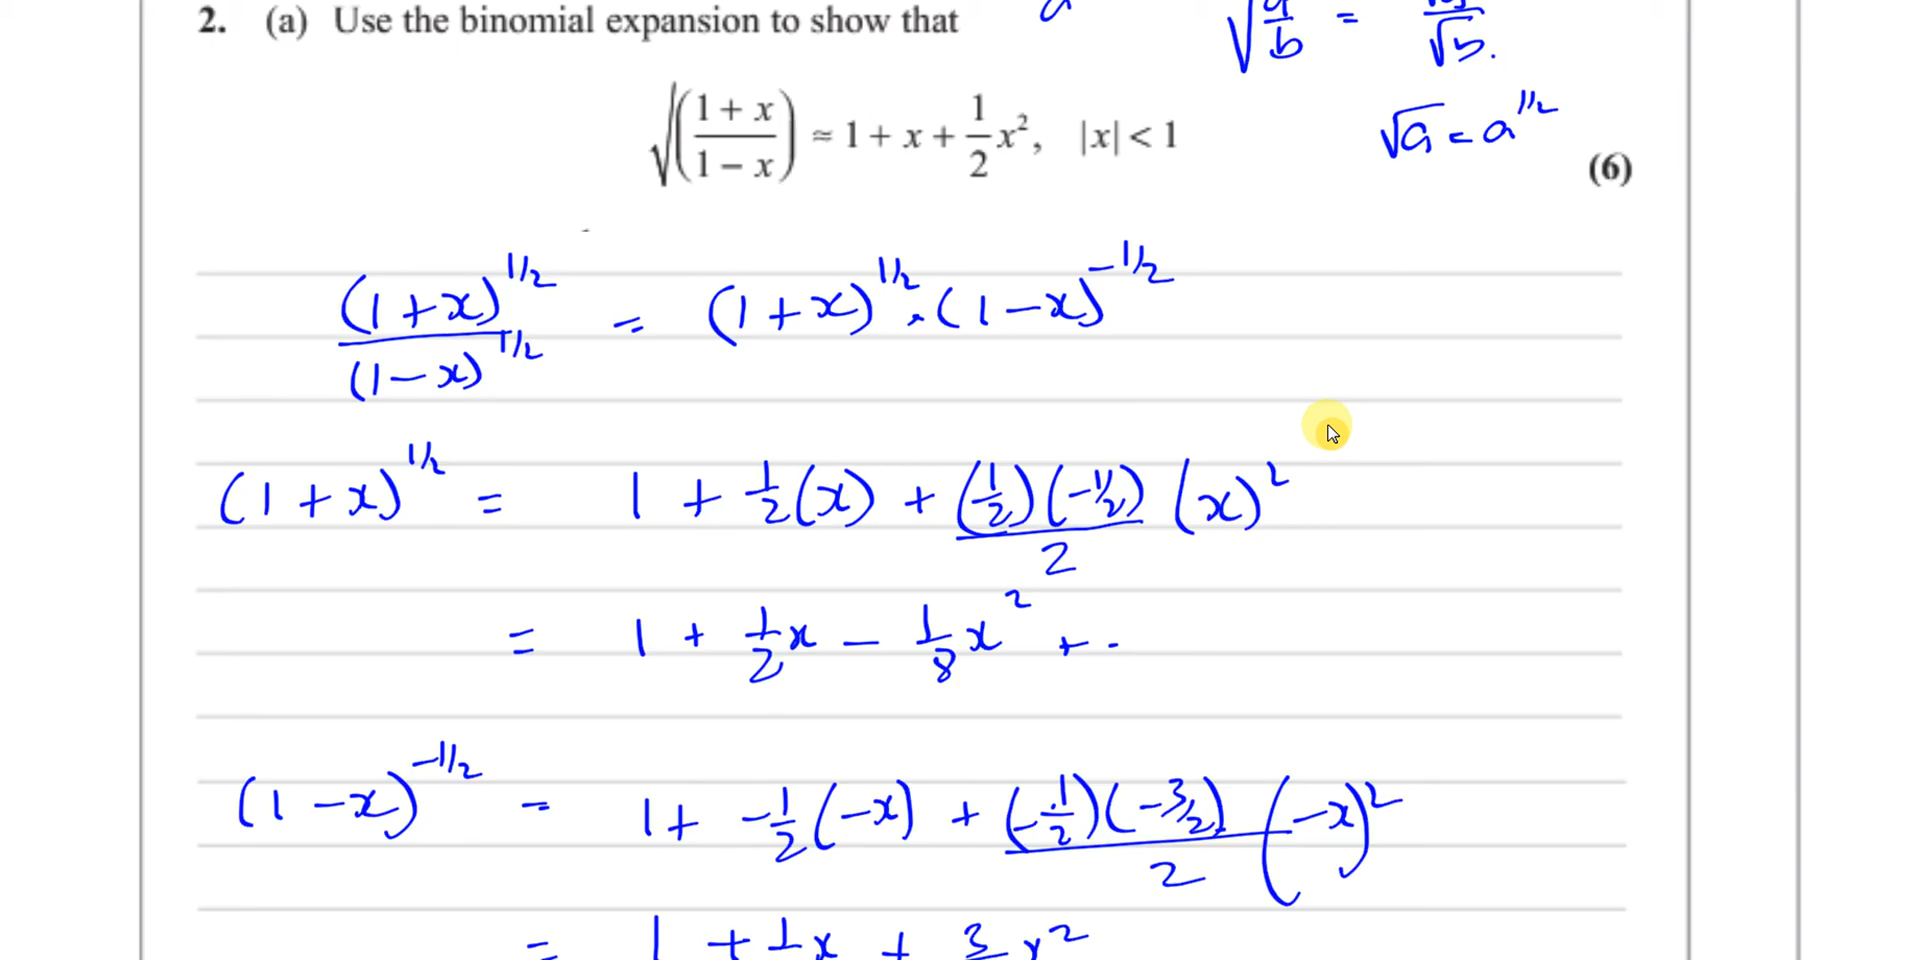 2. (a) Use the binomial expansion to show that
√(a/b) = √b.
√((1 + x)/(1 − x)) ≈ 1 + x + 1/2 x², |x| < 1
√a = a^1/2
(6)
(1+x)^1/2 / (1−x)^1/2 = (1+x)^1/2 . (1−x)^−1/2
(1+x)^1/2 = 1 + 1/2(x) + (1/2)(−1/2)/2 (x)²
= 1 + 1/2 x − 1/8 x² + ..
(1−x)^−1/2 = 1 + −1/2(−x) + (−1/2)(−3/2)/2 (−x)²
= 1 + 1 x + 3 x²